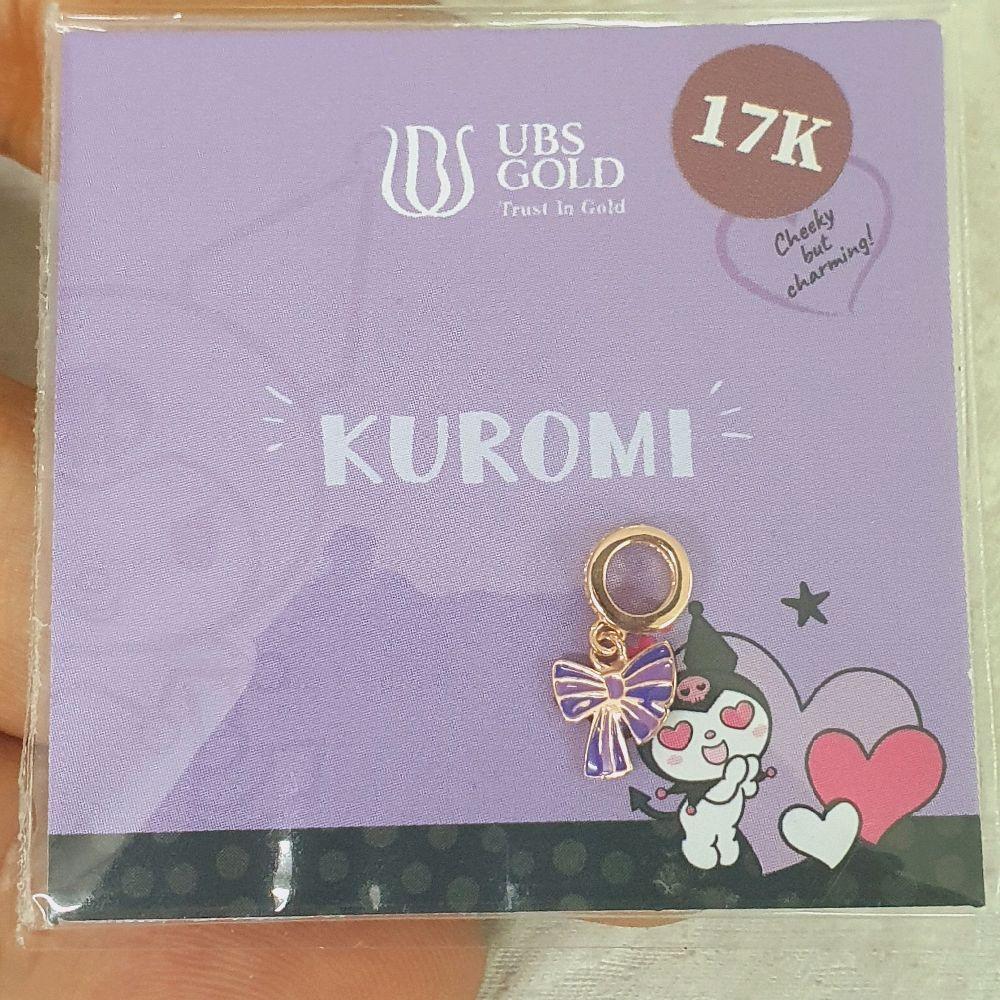 UBS
GOLD
Trust In Gold
17K
Cheeky
but
charming!
KUROMI